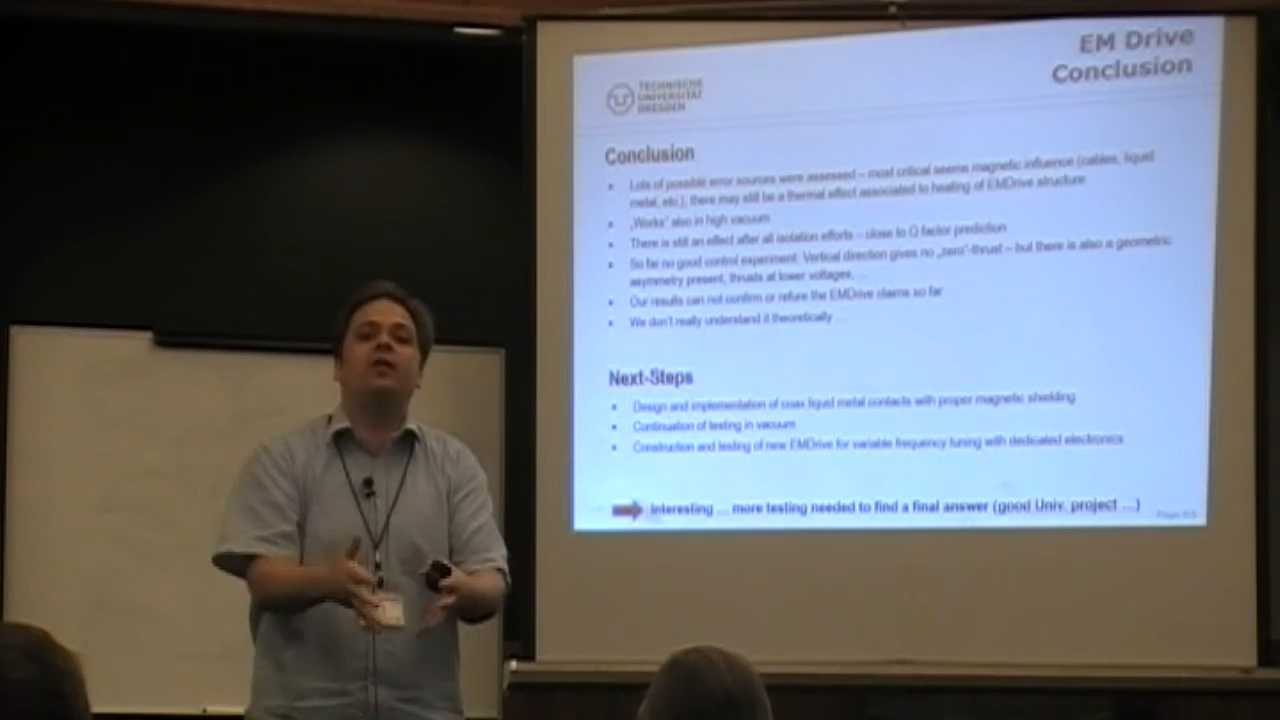 EM Drive
Conclusion
TECHNISCHE
UNIVERSITÄT
DRESDEN
Conclusion
• Lots of possible error sources were assessed – most critical seems magnetic influence (cables, liquid
metal, etc.), there may still be a thermal effect associated to heating of EMDrive structure
• „Works" also in high vacuum
• There is still an effect after all isolation efforts – close to Q factor prediction
• So far no good control experiment: Vertical direction gives no „zero"-thrust – but there is also a geometric
asymmetry present, thrusts at lower voltages, ...
• Our results can not confirm or refute the EMDrive claims so far
• We don't really understand it theoretically ...
Next-Steps
• Design and implementation of coax liquid metal contacts with proper magnetic shielding
• Continuation of testing in vacuum
• Construction and testing of new EMDrive for variable frequency tuning with dedicated electronics
Interesting ... more testing needed to find a final answer (good Univ. project ...)
Page